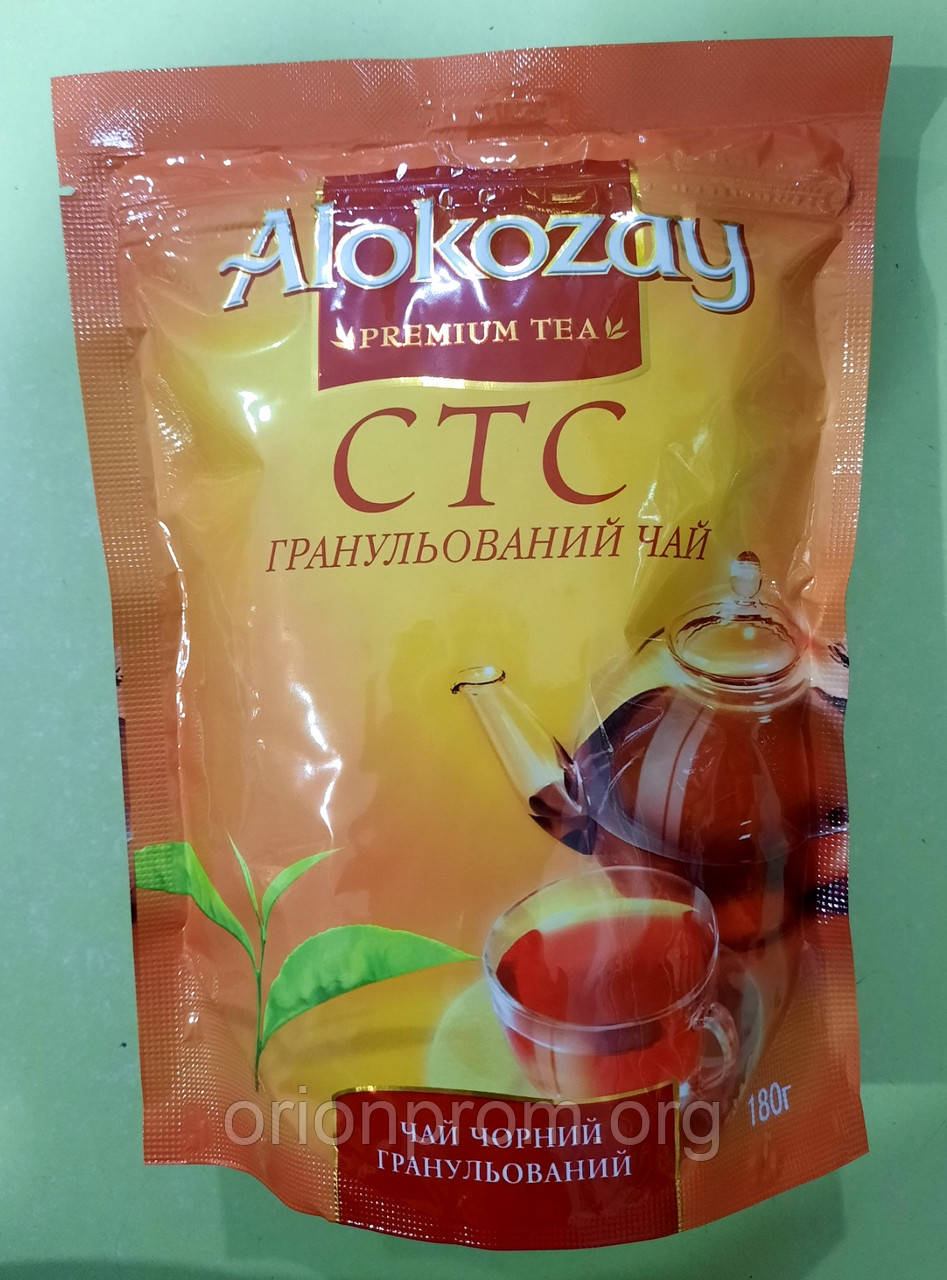 Alokozay
PREMIUM TEA
СТС
ГРАНУЛЬОВАНИЙ ЧАЙ
180г
orionprom.org
ЧАЙ ЧОРНИЙ
ГРАНУЛЬОВАНИЙ